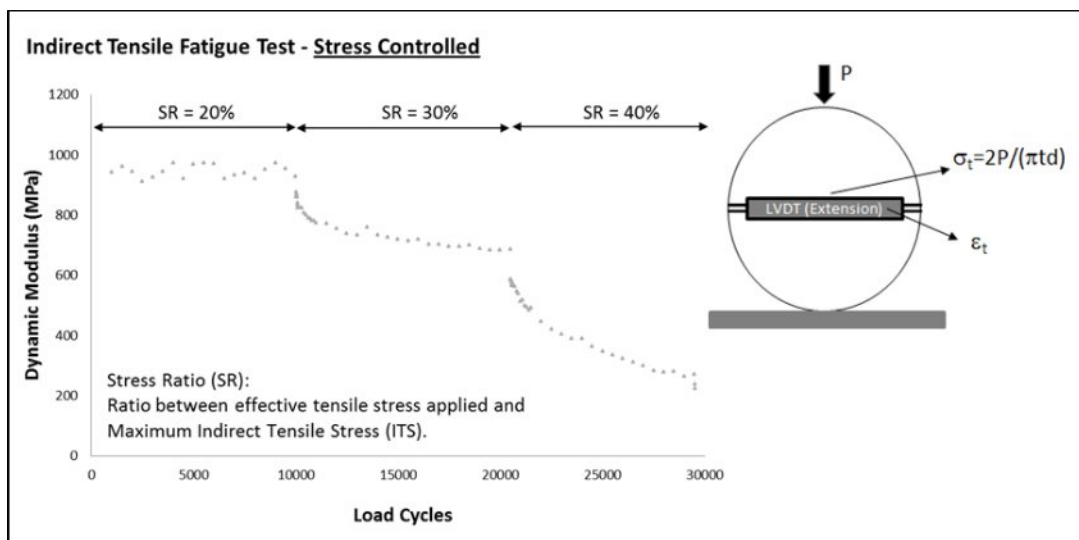 Indirect Tensile Fatigue Test - Stress Controlled
P
σt=2P/(πtd)
LVDT (Extension)
εt
Dynamic Modulus (MPa)
1200
1000
800
600
400
200
0
SR = 20%
SR = 30%
SR = 40%
Stress Ratio (SR):
Ratio between effective tensile stress applied and
Maximum Indirect Tensile Stress (ITS).
0 5000 10000 15000 20000 25000 30000
Load Cycles